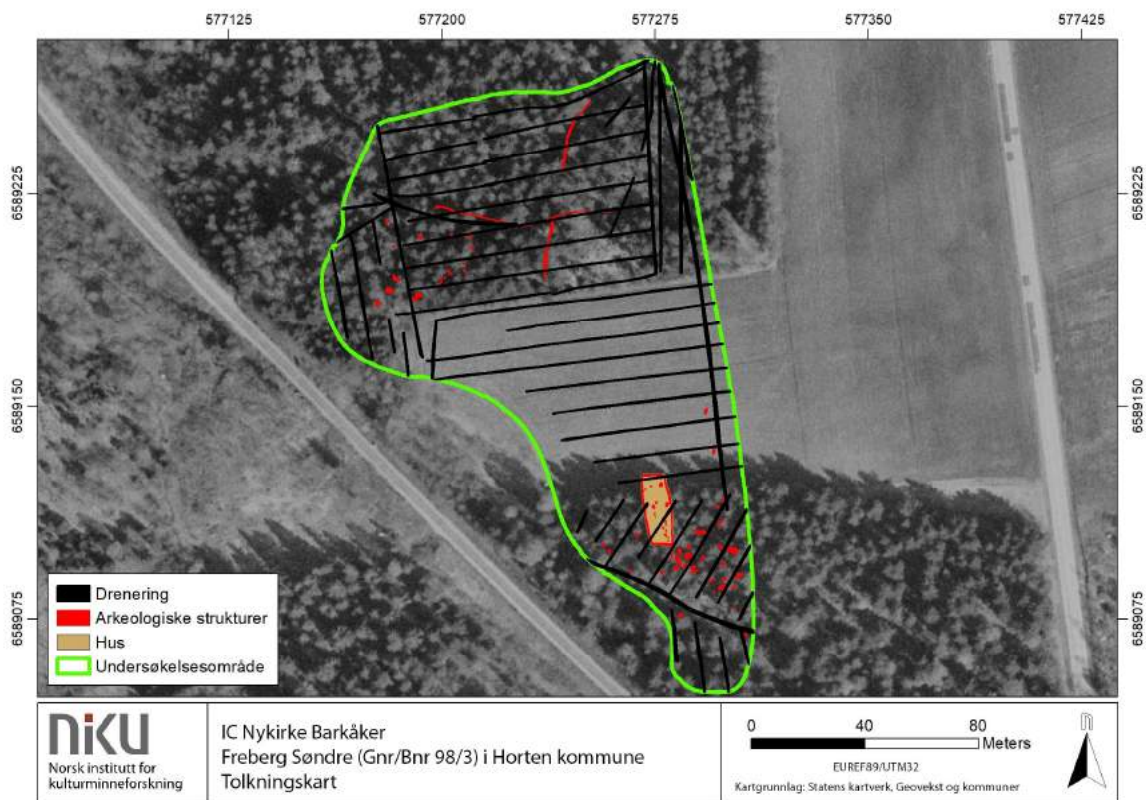 577125 577200 577275 577350 577425
6589225 6589225
6589150 6589150
6589075 6589075
Drenering
Arkeologiske strukturer
Hus
Undersøkelsesområde
NIKU
Norsk institutt for
kulturminneforskning
IC Nykirke Barkåker
Freberg Søndre (Gnr/Bnr 98/3) i Horten kommune
Tolkningskart
0 40 80
Meters
EUREF89/UTM32
Kartgrunnlag: Statens kartverk, Geovekst og kommuner
n